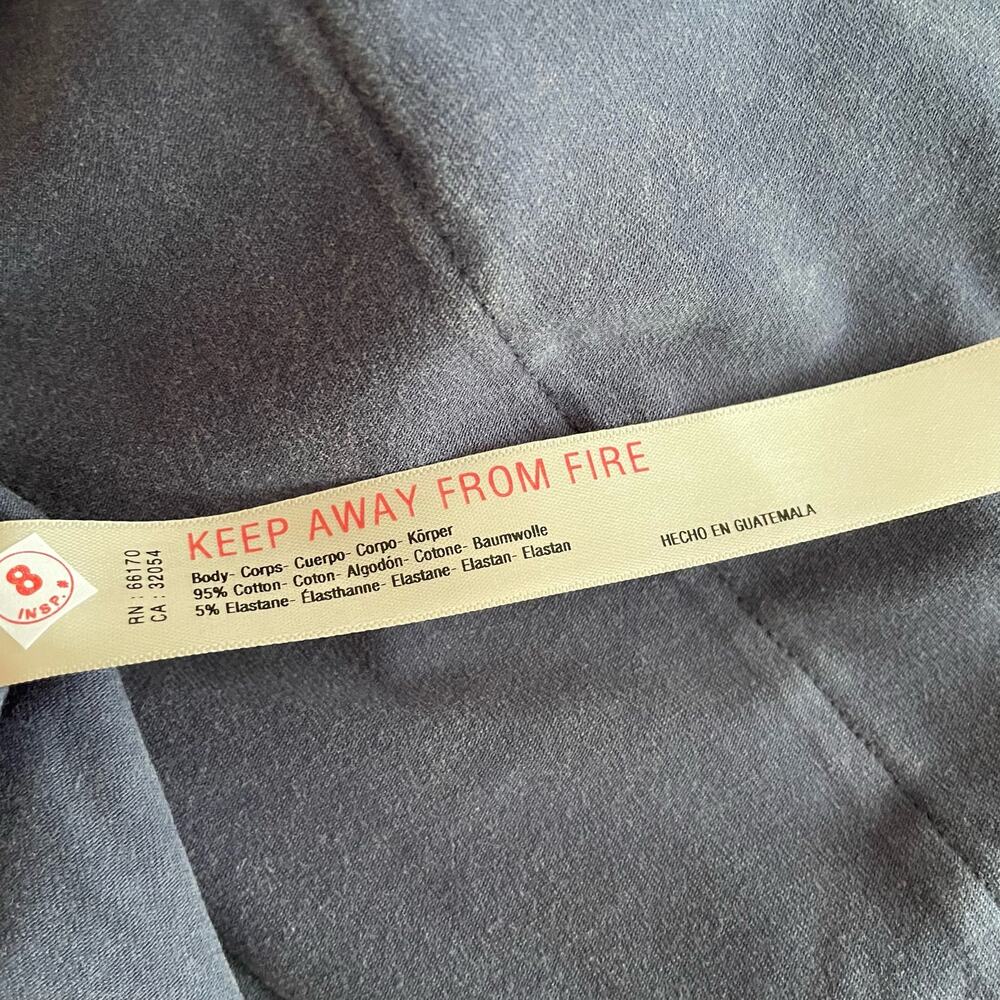 8
INSP. #
RN : 66170
CA : 32054
KEEP AWAY FROM FIRE
Body- Corps- Cuerpo- Corpo- Körper
95% Cotton- Coton- Algodón- Cotone- Baumwolle
5% Elastane- Élasthanne- Elastane- Elastan- Elastan
HECHO EN GUATEMALA